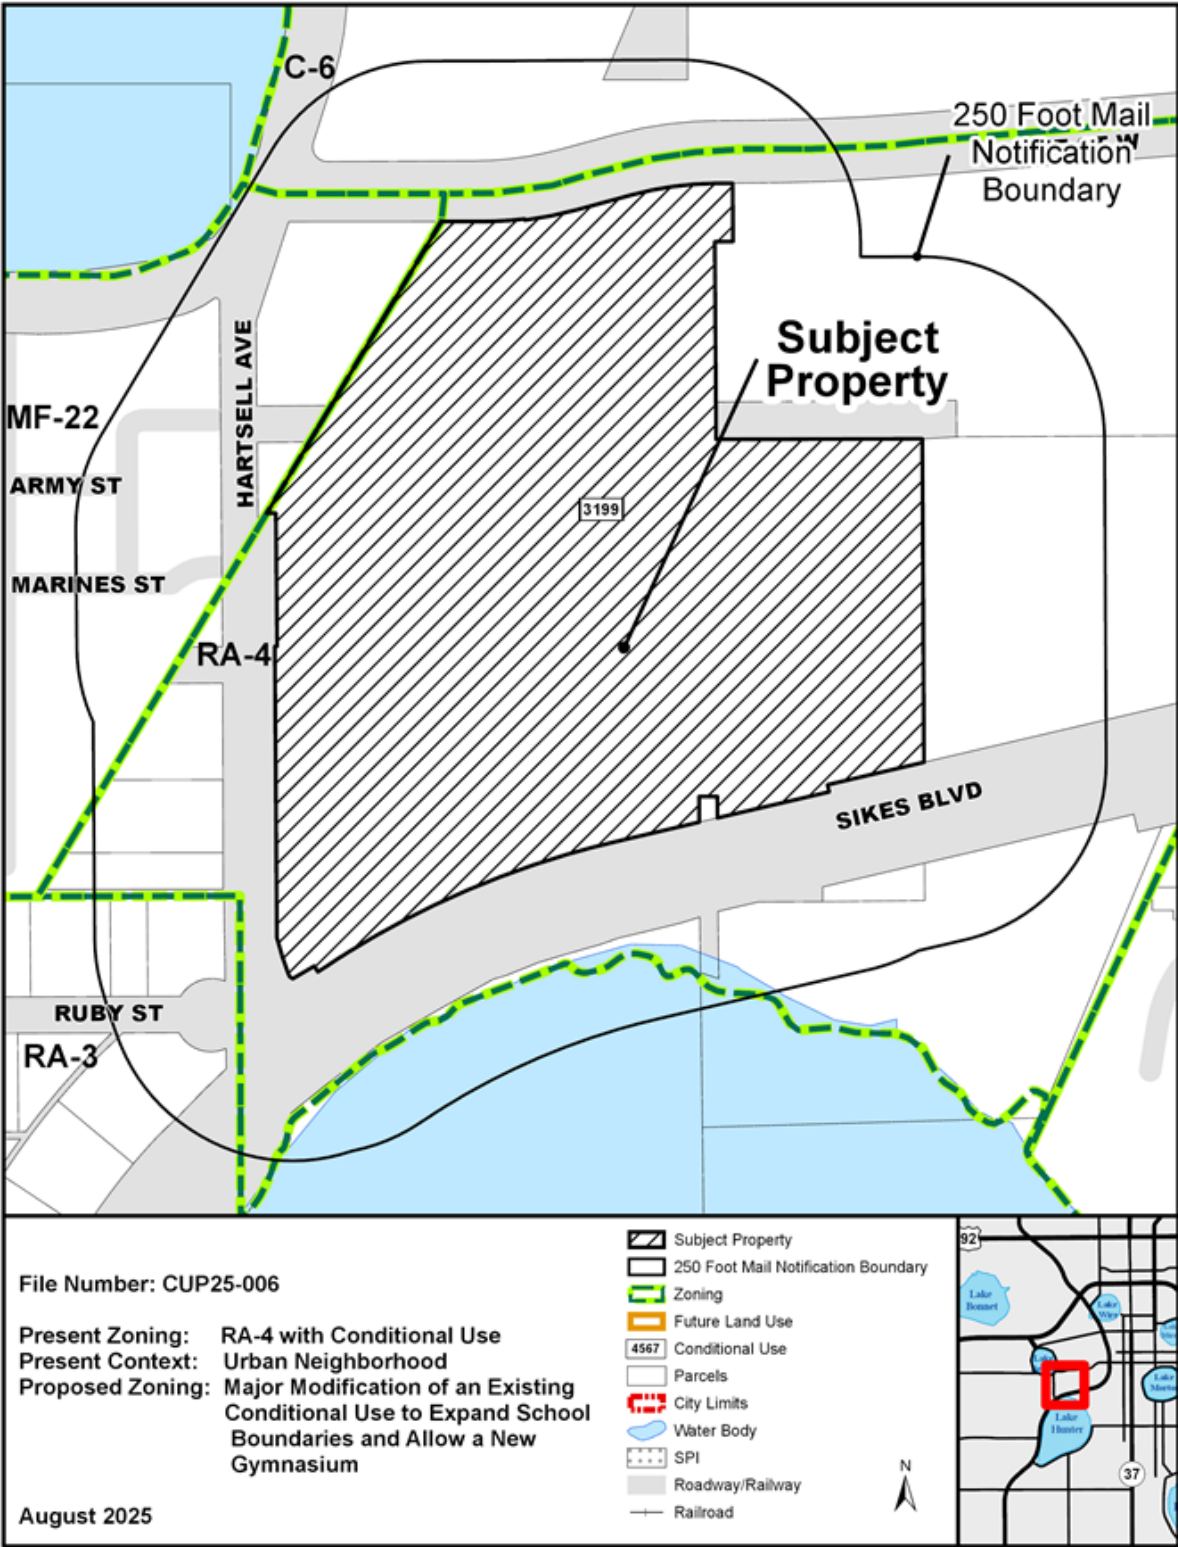 C-6
250 Foot Mail
Notification
Boundary
W
Subject
Property
HARTSELL AVE
MF-22
ARMY ST
3199
MARINES ST
RA-4
SIKES BLVD
RUBY ST
RA-3
File Number: CUP25-006
Present Zoning: RA-4 with Conditional Use
Present Context: Urban Neighborhood
Proposed Zoning: Major Modification of an Existing
Conditional Use to Expand School
Boundaries and Allow a New
Gymnasium
August 2025
Subject Property
250 Foot Mail Notification Boundary
Zoning
Future Land Use
4567 Conditional Use
Parcels
City Limits
Water Body
SPI
Roadway/Railway
Railroad
N
92
Lake
Bonnet
Lake
Wire
Lake
Lake
Hunter
37